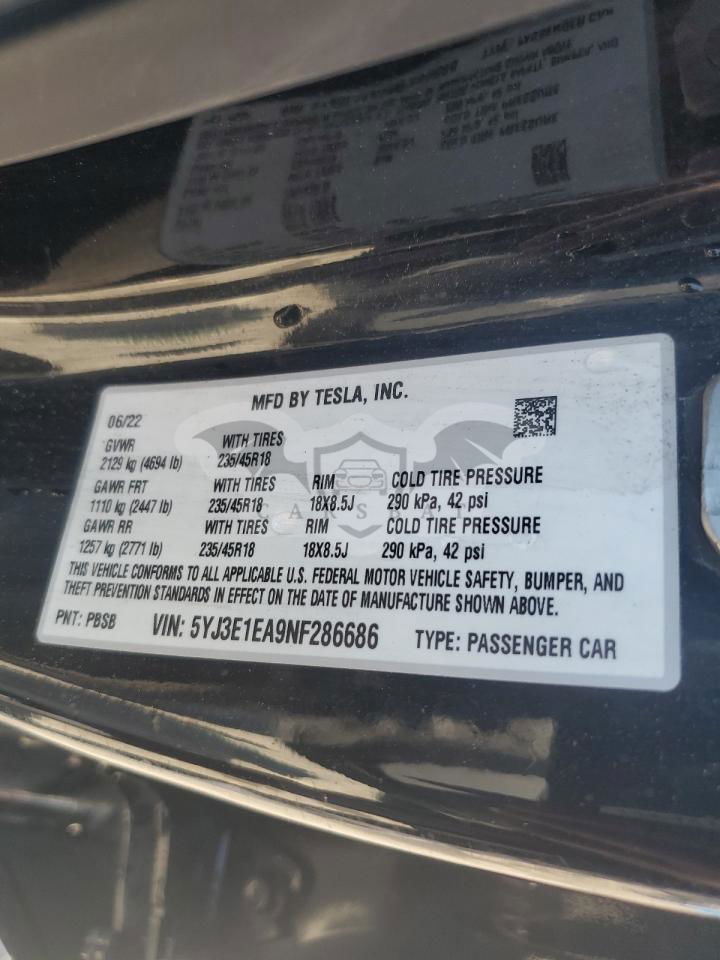 MFD BY TESLA, INC.
06/22
GVWR WITH TIRES
2129 kg (4694 lb) 235/45R18
GAWR FRT WITH TIRES RIM COLD TIRE PRESSURE
1110 kg (2447 lb) 235/45R18 18X8.5J 290 kPa, 42 psi
GAWR RR WITH TIRES RIM COLD TIRE PRESSURE
1257 kg (2771 lb) 235/45R18 18X8.5J 290 kPa, 42 psi
THIS VEHICLE CONFORMS TO ALL APPLICABLE U.S. FEDERAL MOTOR VEHICLE SAFETY, BUMPER, AND
THEFT PREVENTION STANDARDS IN EFFECT ON THE DATE OF MANUFACTURE SHOWN ABOVE.
PNT: PBSB VIN: 5YJ3E1EA9NF286686 TYPE: PASSENGER CAR
CARSBAT